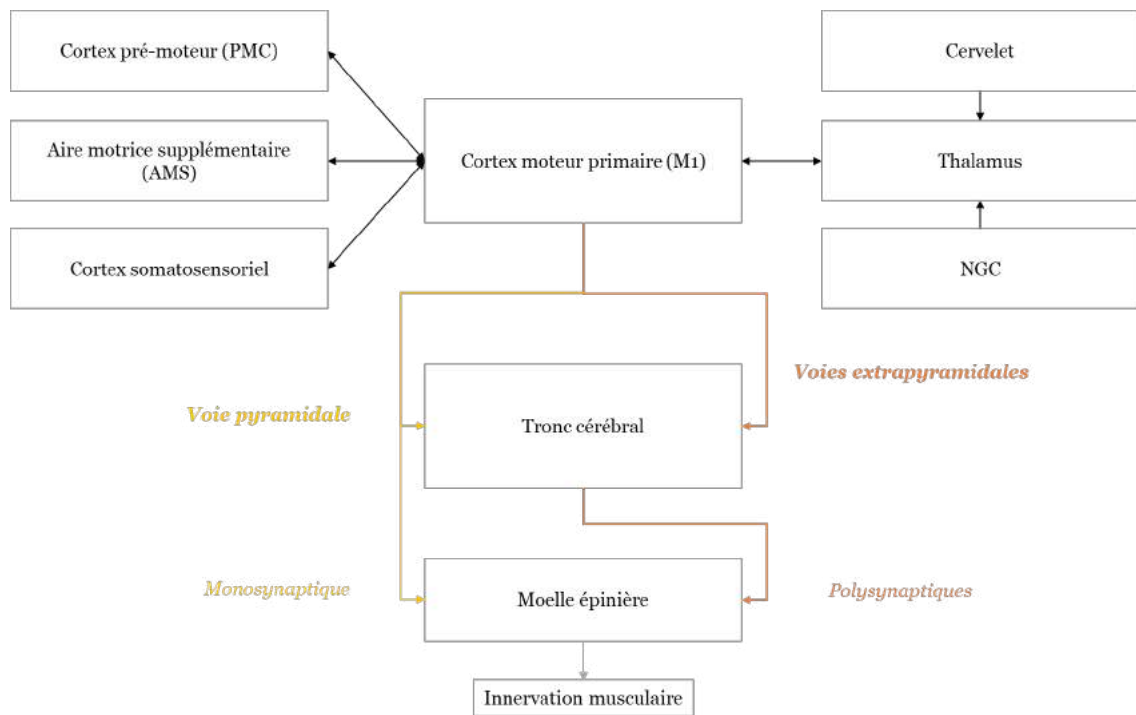 Cortex pré-moteur (PMC)
Aire motrice supplémentaire
(AMS)
Cortex somatosensoriel
Cortex moteur primaire (M1)
Cervelet
Thalamus
NGC
Voies extrapyramidales
Voie pyramidale
Tronc cérébral
Monosynaptique
Moelle épinière
Polysynaptiques
Innervation musculaire